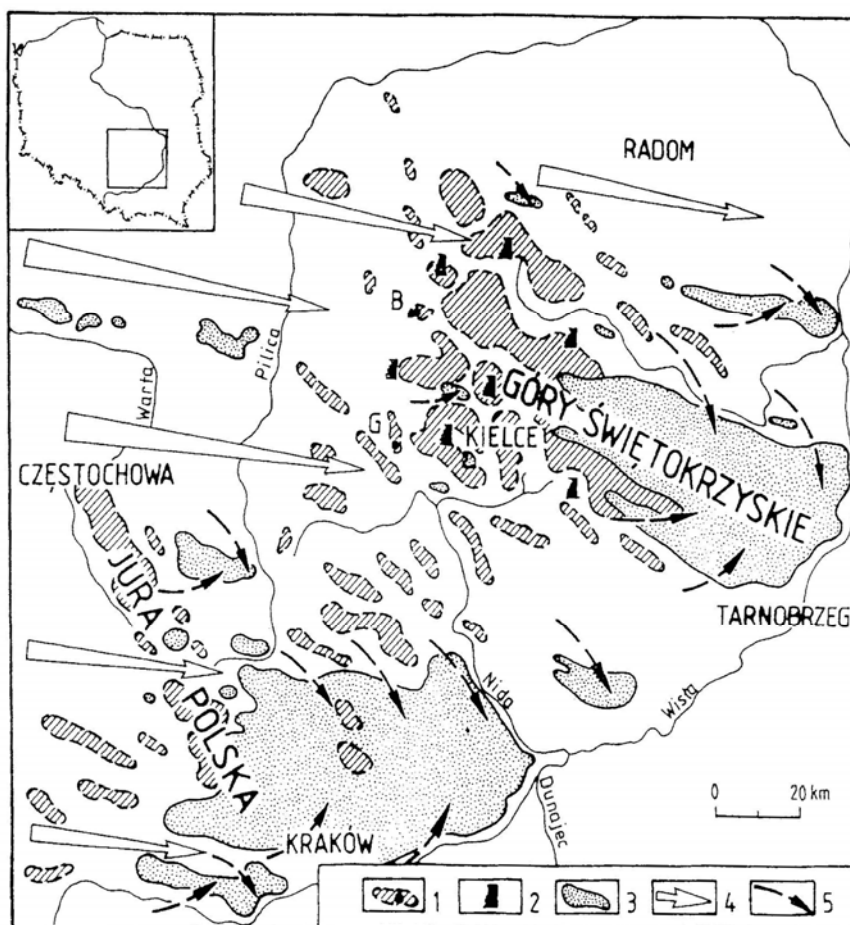 RADOM
B
Pilica
Warta
GÓRY ŚWIĘTOKRZYSKIE
G
KIELCE
CZĘSTOCHOWA
JURA
POLSKA
TARNOBRZEG
Nida
Wisła
0 20 km
Dunajec
KRAKÓW
1 2 3 4 5